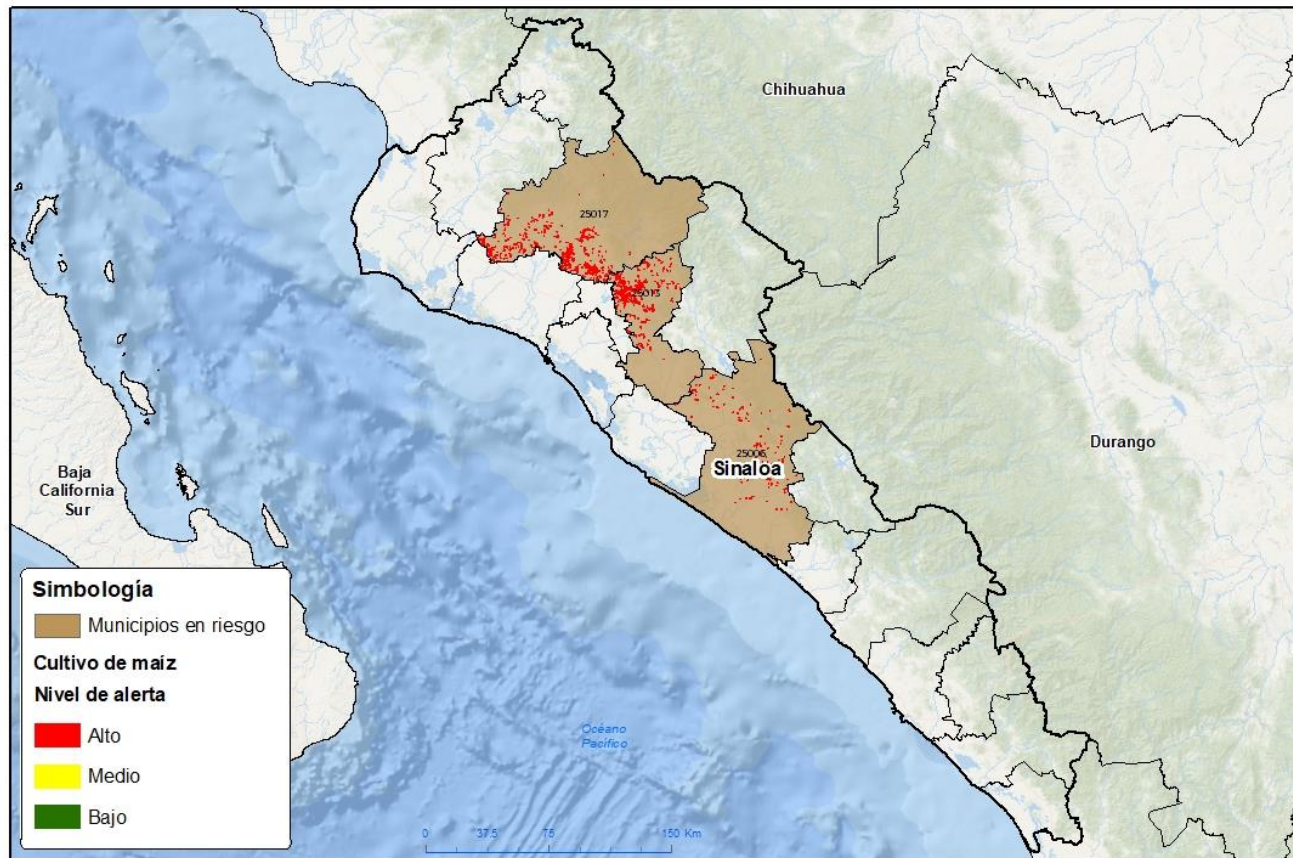 Chihuahua
25017
25013
25006
Sinaloa
Durango
Baja
California
Sur
Océano
Pacífico
Simbología
Municipios en riesgo
Cultivo de maíz
Nivel de alerta
Alto
Medio
Bajo
0 37.5 75 150 Km